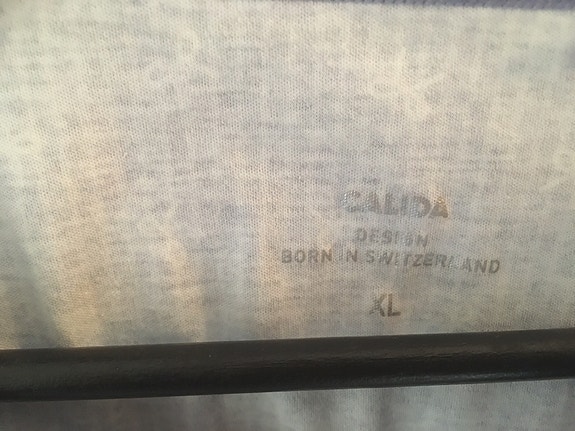 CALIDA
DESIGN
BORN IN SWITZERLAND
XL